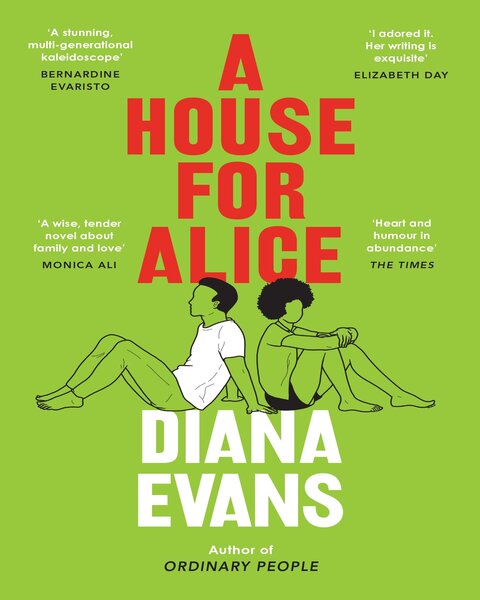 ‘A stunning,
multi-generational
kaleidoscope’
BERNARDINE
EVARISTO
‘I adored it.
Her writing is
exquisite’
ELIZABETH DAY
A
HOUSE
FOR
ALICE
‘A wise, tender
novel about
family and love’
MONICA ALI
‘Heart and
humour in
abundance’
THE TIMES
DIANA
EVANS
Author of
ORDINARY PEOPLE